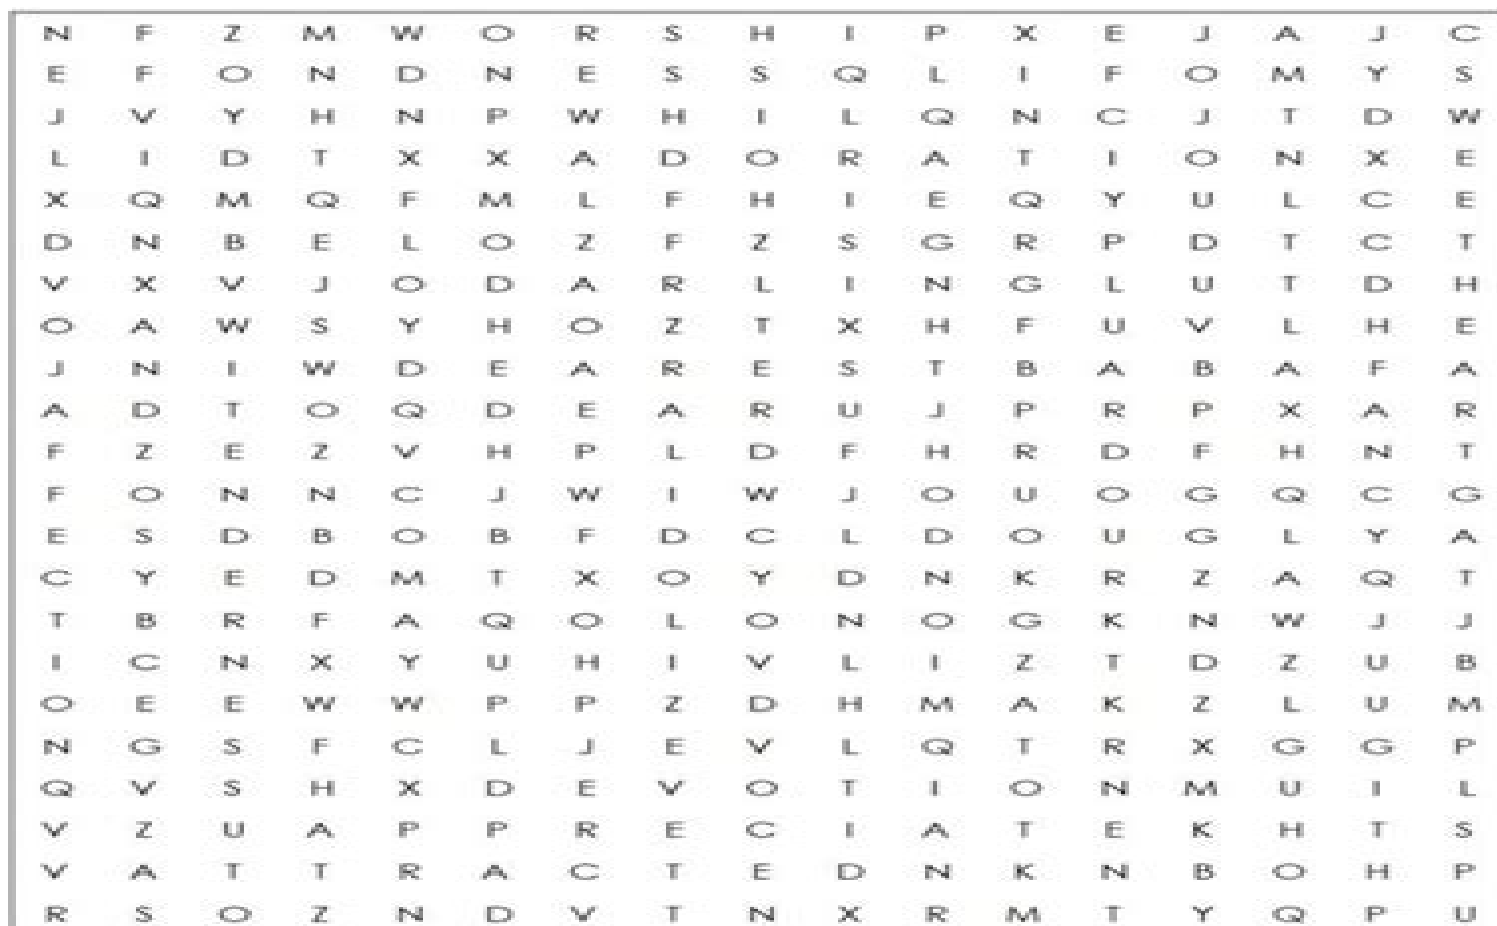 N F Z M W O R S H I P X E J A J C
E F O N D N E S S Q L I F O M Y S
J V Y H N P W H I L Q N C J T D W
L I D T X X A D O R A T I O N X E
X Q M Q F M L F H I E Q Y U L C E
D N B E L O Z F Z S G R P D T C T
V X V J O D A R L I N G L U T D H
O A W S Y H O Z T X H F U V L H E
J N I W D E A R E S T B A B A F A
A D T O Q D E A R U J P R P X A R
F Z E Z V H P L D F H R D F H N T
F O N N C J W I W J O U O G Q C G
E S D B O B F D C L D O U G L Y A
C Y E D M T X O Y D N K R Z A Q T
T B R F A Q O L O N O G K N W J J
I C N X Y U H I V L I Z T D Z U B
O E E W W P P Z D H M A K Z L U M
N G S F C L J E V L Q T R X G G P
Q V S H X D E V O T I O N M U I L
V Z U A P P R E C I A T E K H T S
V A T T R A C T E D N K N B O H P
R S O Z N D V T N X R M T Y Q P U